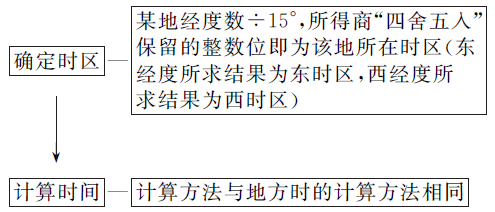 确定时区
某地经度数÷15°,所得商“四舍五入”
保留的整数位即为该地所在时区(东
经度所求结果为东时区,西经度所
求结果为西时区)
计算时间
计算方法与地方时的计算方法相同